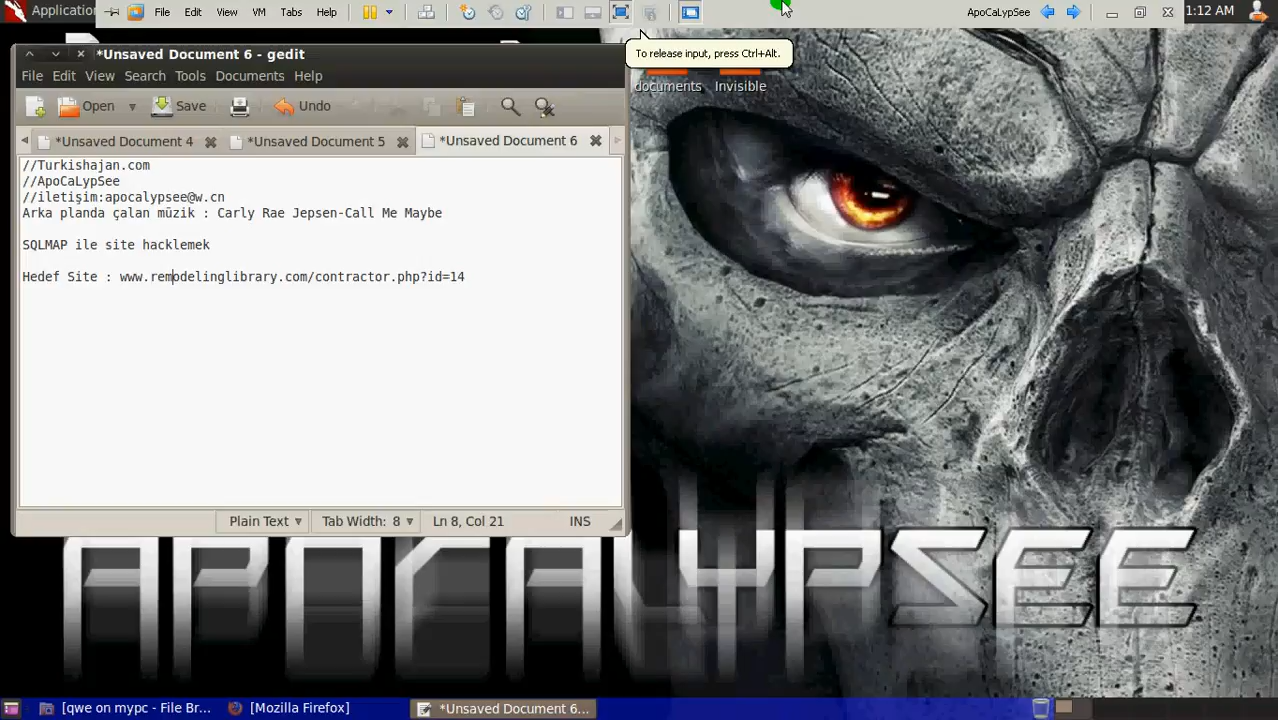 Applications
File Edit View VM Tabs Help
ApoCaLypSee
1:12 AM
*Unsaved Document 6 - gedit
To release input, press Ctrl+Alt.
documents Invisible
File Edit View Search Tools Documents Help
Open Save Undo
*Unsaved Document 4 *Unsaved Document 5 *Unsaved Document 6
//Turkishajan.com
//ApoCaLypSee
//iletişim:apocalypsee@w.cn
Arka planda çalan müzik : Carly Rae Jepsen-Call Me Maybe
SQLMAP ile site hacklemek
Hedef Site : www.remodelinglibrary.com/contractor.php?id=14
Plain Text Tab Width: 8 Ln 8, Col 21 INS
APOCALYPSEE
[qwe on mypc - File Br... [Mozilla Firefox] *Unsaved Document 6...